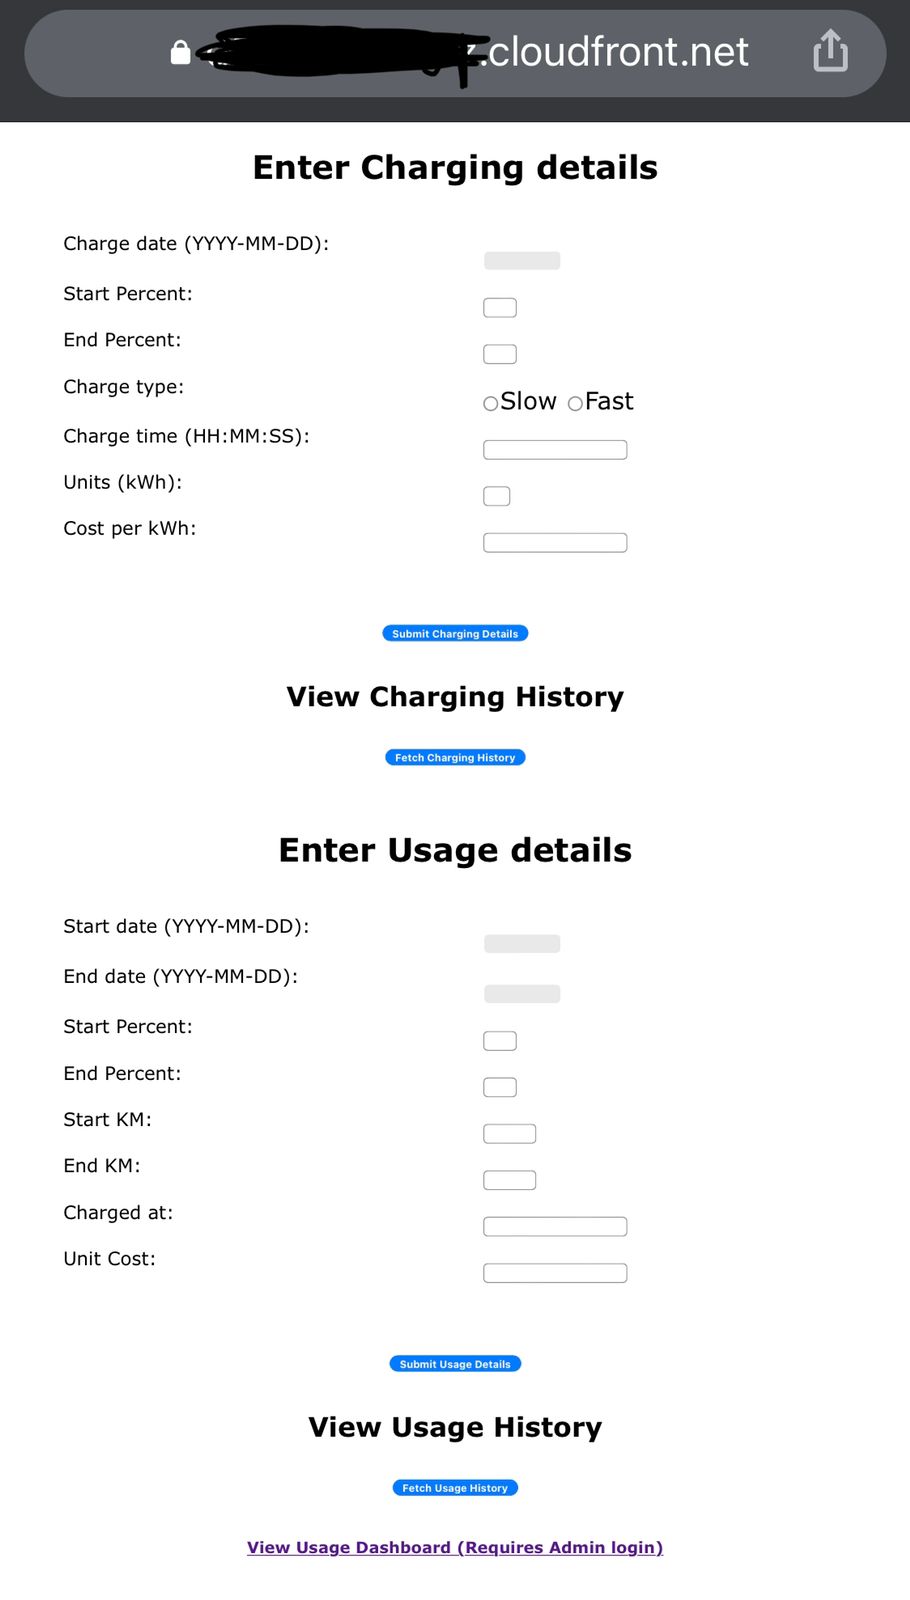 .cloudfront.net
Enter Charging details
Charge date (YYYY-MM-DD):
Start Percent:
End Percent:
Charge type:
Slow Fast
Charge time (HH:MM:SS):
Units (kWh):
Cost per kWh:
Submit Charging Details
View Charging History
Fetch Charging History
Enter Usage details
Start date (YYYY-MM-DD):
End date (YYYY-MM-DD):
Start Percent:
End Percent:
Start KM:
End KM:
Charged at:
Unit Cost:
Submit Usage Details
View Usage History
Fetch Usage History
View Usage Dashboard (Requires Admin login)